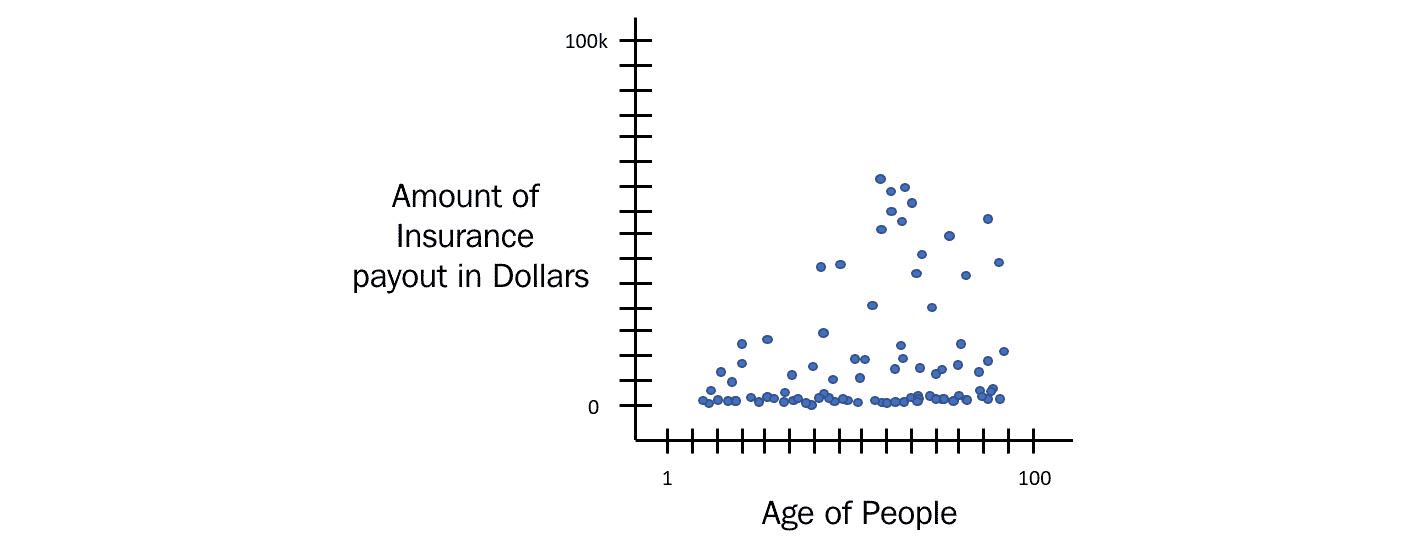 100k
Amount of
Insurance
payout in Dollars
0
1
100
Age of People